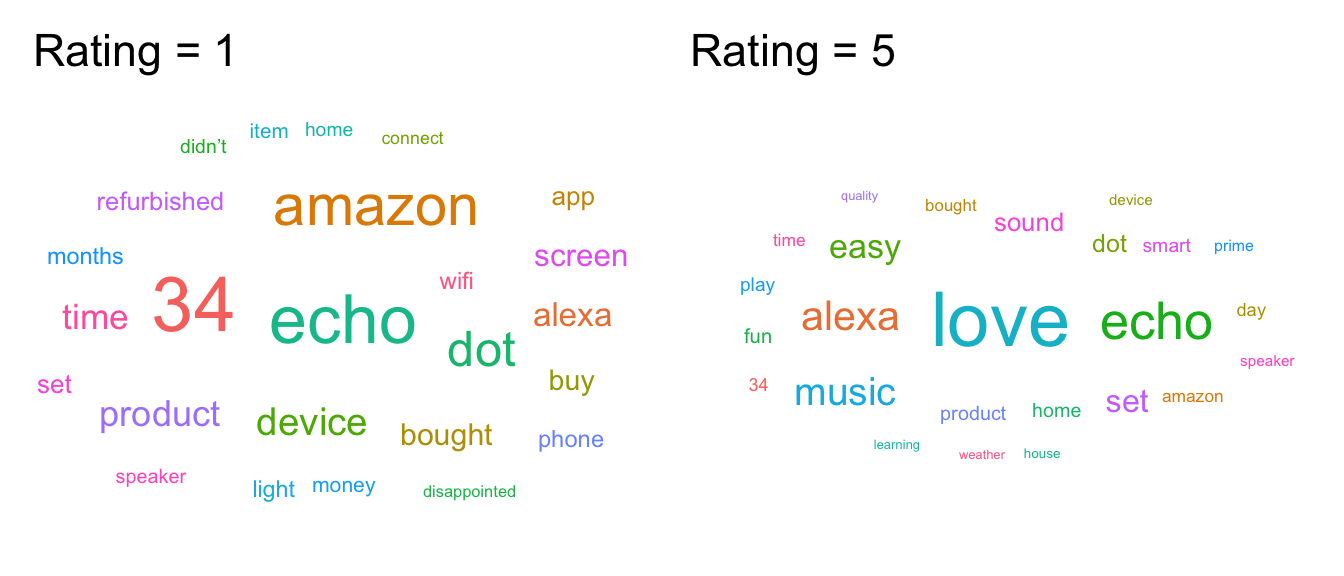 Rating = 1
Rating = 5
item home
connect
didn't
refurbished
amazon
app
months
screen
wifi
time
34
echo
alexa
dot
set
buy
product
device
bought
phone
speaker
light
money
disappointed
quality
bought
device
sound
time
easy
dot
smart
prime
play
alexa
love
echo
day
fun
speaker
34
music
set
amazon
product
home
learning
weather
house